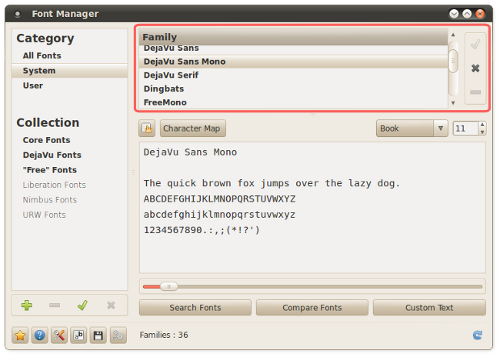 Font Manager
Category
All Fonts
System
User
Collection
Core Fonts
DejaVu Fonts
"Free" Fonts
Liberation Fonts
Nimbus Fonts
URW Fonts
Family
DejaVu Sans
DejaVu Sans Mono
DejaVu Serif
Dingbats
FreeMono
Character Map
Book
11
DejaVu Sans Mono
The quick brown fox jumps over the lazy dog.
ABCDEFGHIJKLMNOPQRSTUVWXYZ
abcdefghijklmnopqrstuvwxyz
1234567890.:,;(*!?')
Search Fonts
Compare Fonts
Custom Text
Families : 36